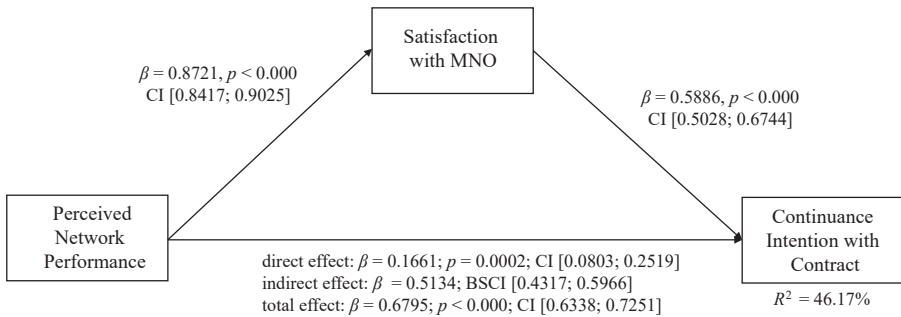 Satisfaction
with MNO
β = 0.8721, p < 0.000
CI [0.8417; 0.9025]
β = 0.5886, p < 0.000
CI [0.5028; 0.6744]
Perceived
Network
Performance
Continuance
Intention with
Contract
direct effect: β = 0.1661; p = 0.0002; CI [0.0803; 0.2519]
indirect effect: β = 0.5134; BSCI [0.4317; 0.5966]
total effect: β = 0.6795; p < 0.000; CI [0.6338; 0.7251]
R² = 46.17%